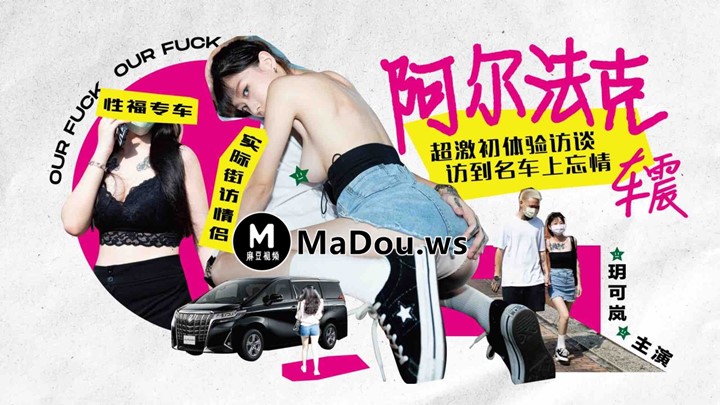 OUR FUCK OUR FUCK
性福专车
实际街访情侣
阿尔法克
超激初体验访谈
访到名车上忘情
车震
M
麻豆视频
MaDou.ws
玥可岚
主演